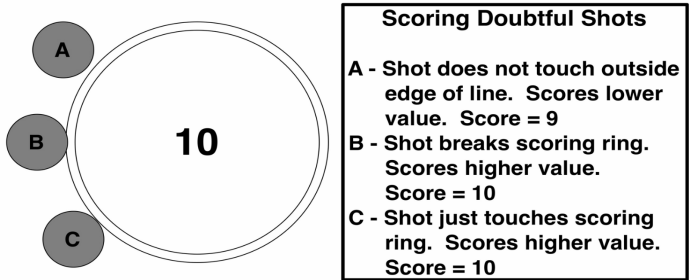 A
B
C
10
Scoring Doubtful Shots
A - Shot does not touch outside
edge of line. Scores lower
value. Score = 9
B - Shot breaks scoring ring.
Scores higher value.
Score = 10
C - Shot just touches scoring
ring. Scores higher value.
Score = 10